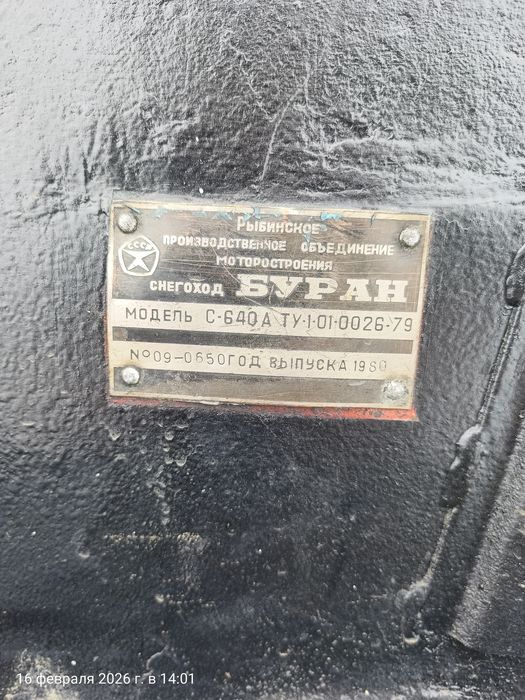 РЫБИНСКОЕ
ПРОИЗВОДСТВЕННОЕ ОБЪЕДИНЕНИЕ
МОТОРОСТРОЕНИЯ
СССР
СНЕГОХОД БУРАН
МОДЕЛЬ С-640А ТУ-1-01-0026-79
№09-0650 ГОД ВЫПУСКА 1980
16 февраля 2026 г. в 14:01